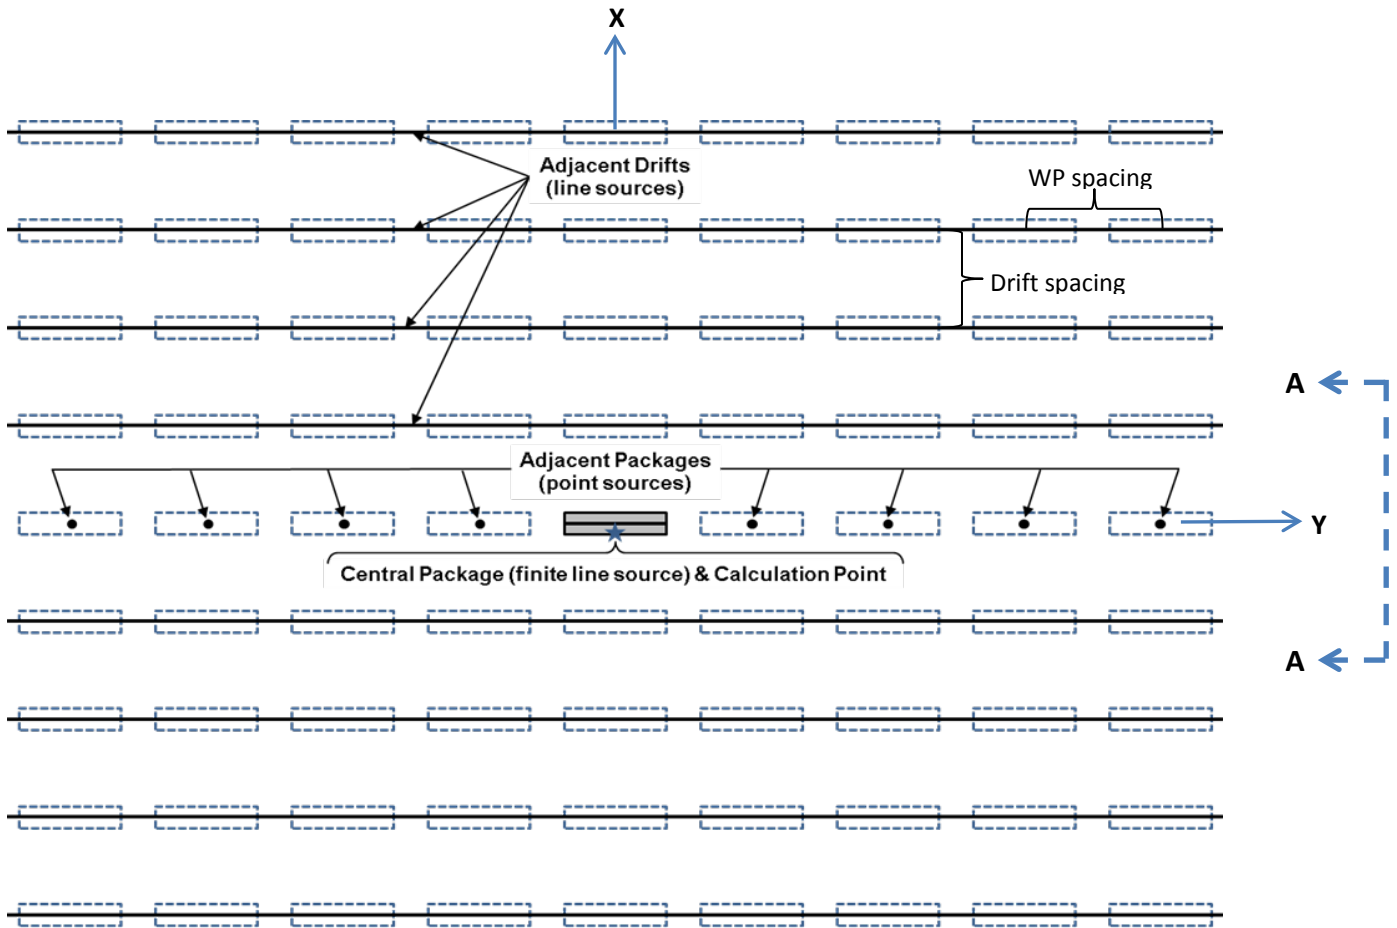 X
Adjacent Drifts
(line sources)
WP spacing
Drift spacing
A
Adjacent Packages
(point sources)
Y
Central Package (finite line source) & Calculation Point
A